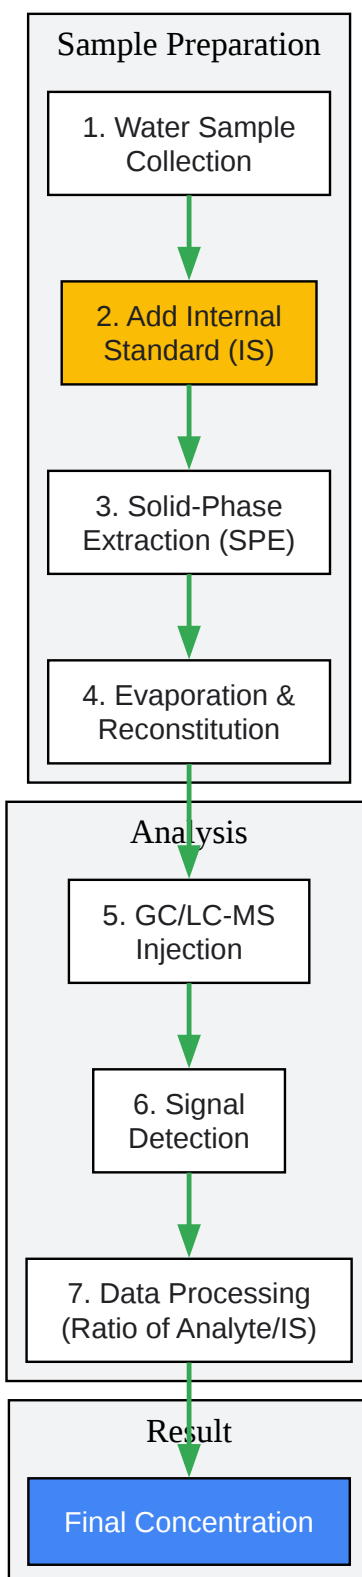 Sample Preparation
1. Water Sample
Collection
2. Add Internal
Standard (IS)
3. Solid-Phase
Extraction (SPE)
4. Evaporation &
Reconstitution
Analysis
5. GC/LC-MS
Injection
6. Signal
Detection
7. Data Processing
(Ratio of Analyte/IS)
Result
Final Concentration